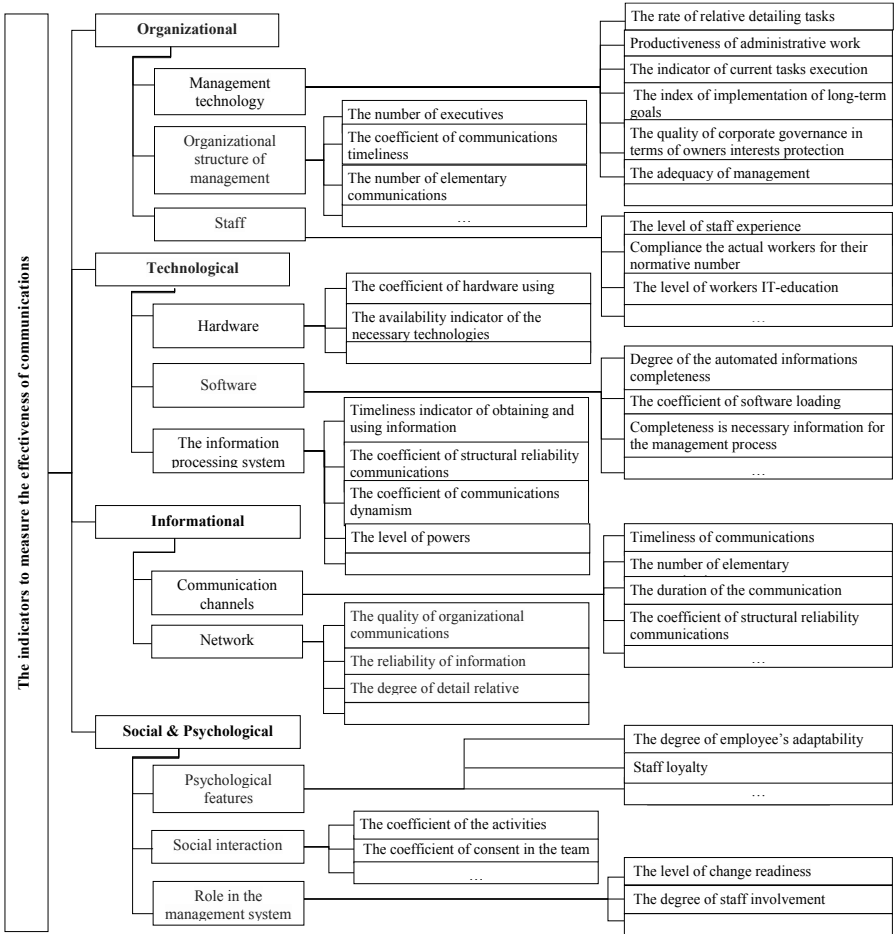 The indicators to measure the effectiveness of communications
Organizational
Management
technology
The rate of relative detailing tasks
Productiveness of administrative work
The indicator of current tasks execution
The index of implementation of long-term
goals
The quality of corporate governance in
terms of owners interests protection
The adequacy of management
Organizational
structure of
management
The number of executives
The coefficient of communications
timeliness
The number of elementary
communications
…
Staff
The level of staff experience
Compliance the actual workers for their
normative number
The level of workers IT-education
…
Technological
Hardware
The coefficient of hardware using
The availability indicator of the
necessary technologies
Software
Degree of the automated informations
completeness
The coefficient of software loading
Completeness is necessary information for
the management process
…
The information
processing system
Timeliness indicator of obtaining and
using information
The coefficient of structural reliability
communications
The coefficient of communications
dynamism
The level of powers
Informational
Communication
channels
Timeliness of communications
The number of elementary
The duration of the communication
The coefficient of structural reliability
communications
…
Network
The quality of organizational
communications
The reliability of information
The degree of detail relative
Social & Psychological
Psychological
features
The degree of employee’s adaptability
Staff loyalty
…
Social interaction
The coefficient of the activities
The coefficient of consent in the team
…
Role in the
management system
The level of change readiness
The degree of staff involvement